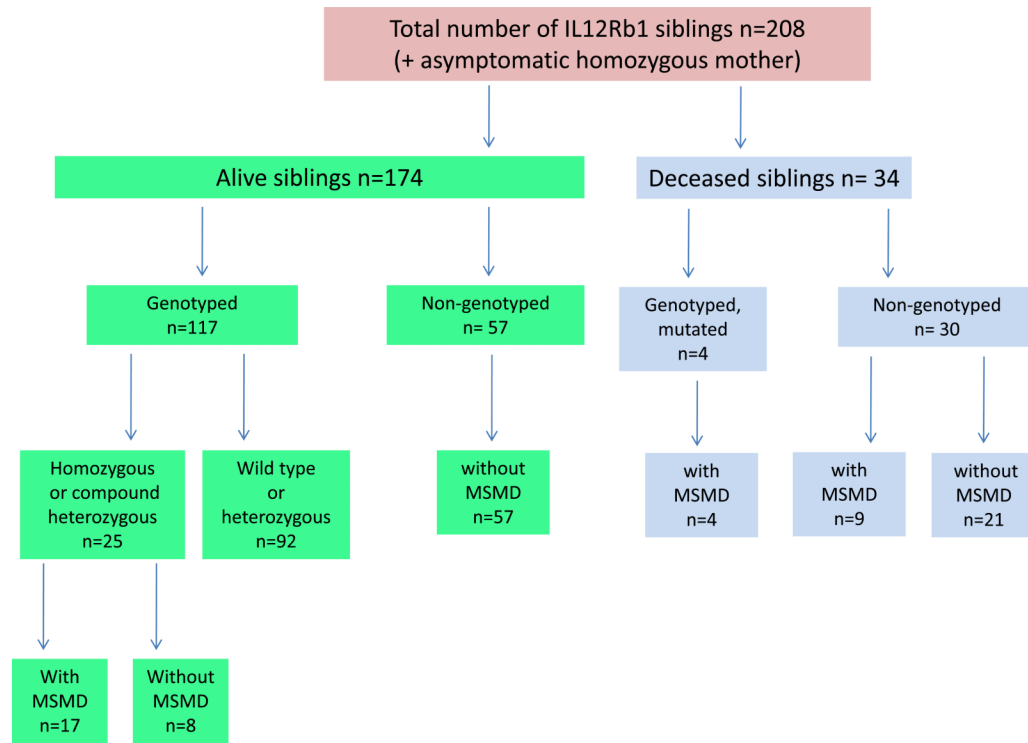 Total number of IL12Rb1 siblings n=208
(+ asymptomatic homozygous mother)
Alive siblings n=174
Deceased siblings n= 34
Genotyped
n=117
Non-genotyped
n= 57
Genotyped,
mutated
n=4
Non-genotyped
n= 30
Homozygous
or compound
heterozygous
n=25
Wild type
or
heterozygous
n=92
without
MSMD
n=57
with
MSMD
n=4
with
MSMD
n=9
without
MSMD
n=21
With
MSMD
n=17
Without
MSMD
n=8